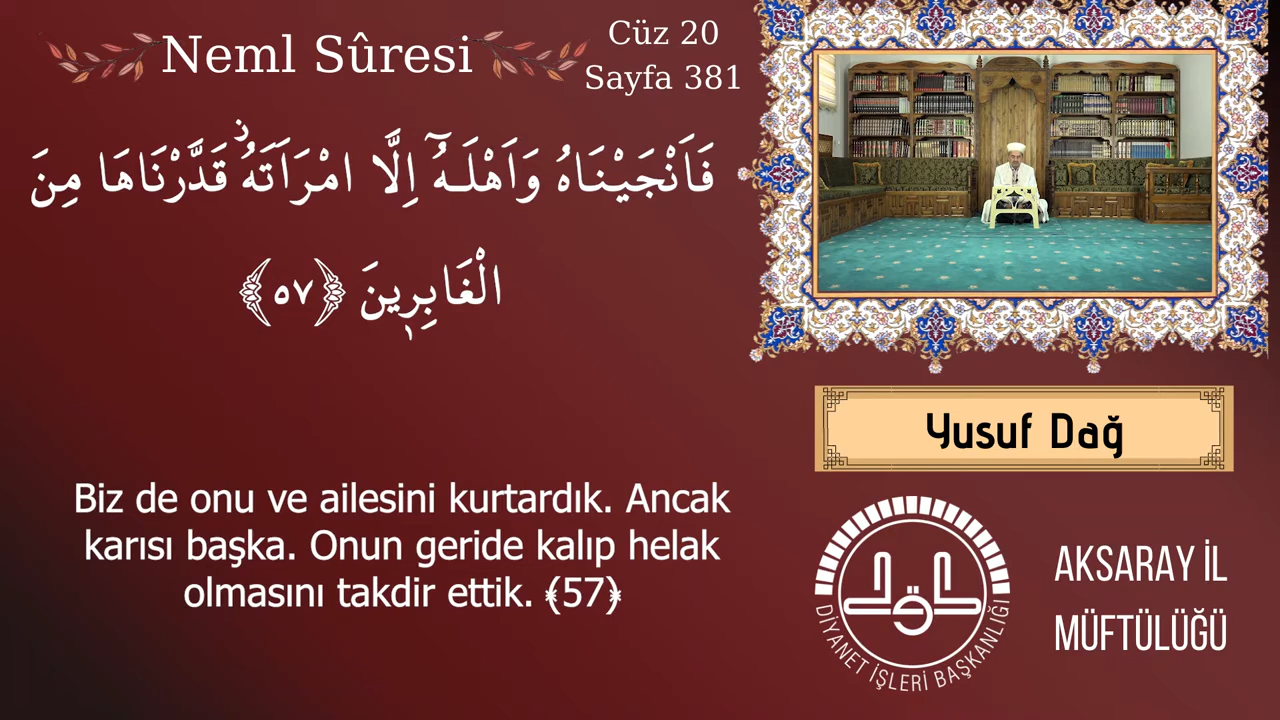 Neml Sûresi
Cüz 20
Sayfa 381
فَاَنْجَيْنَاهُ وَاَهْلَهُٓ اِلَّا امْرَاَتَهُۘ قَدَّرْنَاهَا مِنَ
الْغَابِر۪ينَ ﴿٥٧﴾
Biz de onu ve ailesini kurtardık. Ancak
karısı başka. Onun geride kalıp helak
olmasını takdir ettik. ﴾57﴿
Yusuf Dağ
DİYANET İŞLERİ BAŞKANLIĞI
AKSARAY İL
MÜFTÜLÜĞÜ